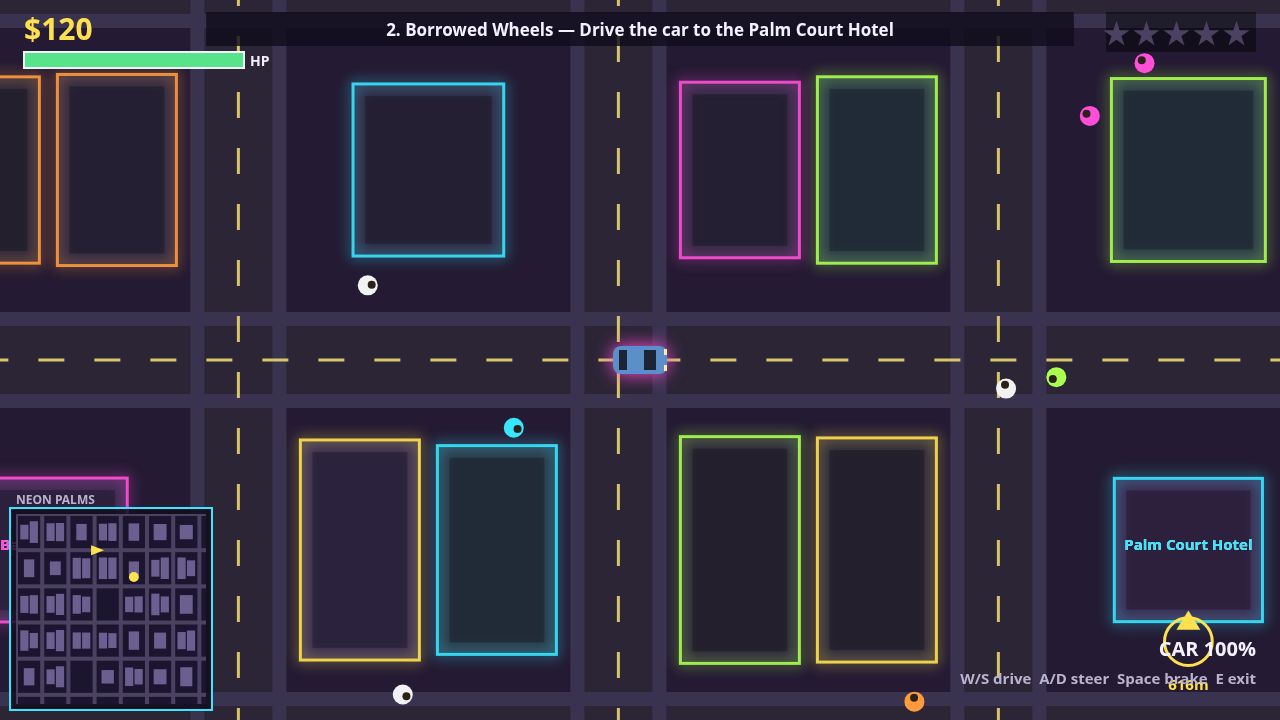 $120
2. Borrowed Wheels — Drive the car to the Palm Court Hotel
HP
NEON PALMS
Palm Court Hotel
CAR 100%
W/S drive A/D steer Space brake E exit
616m